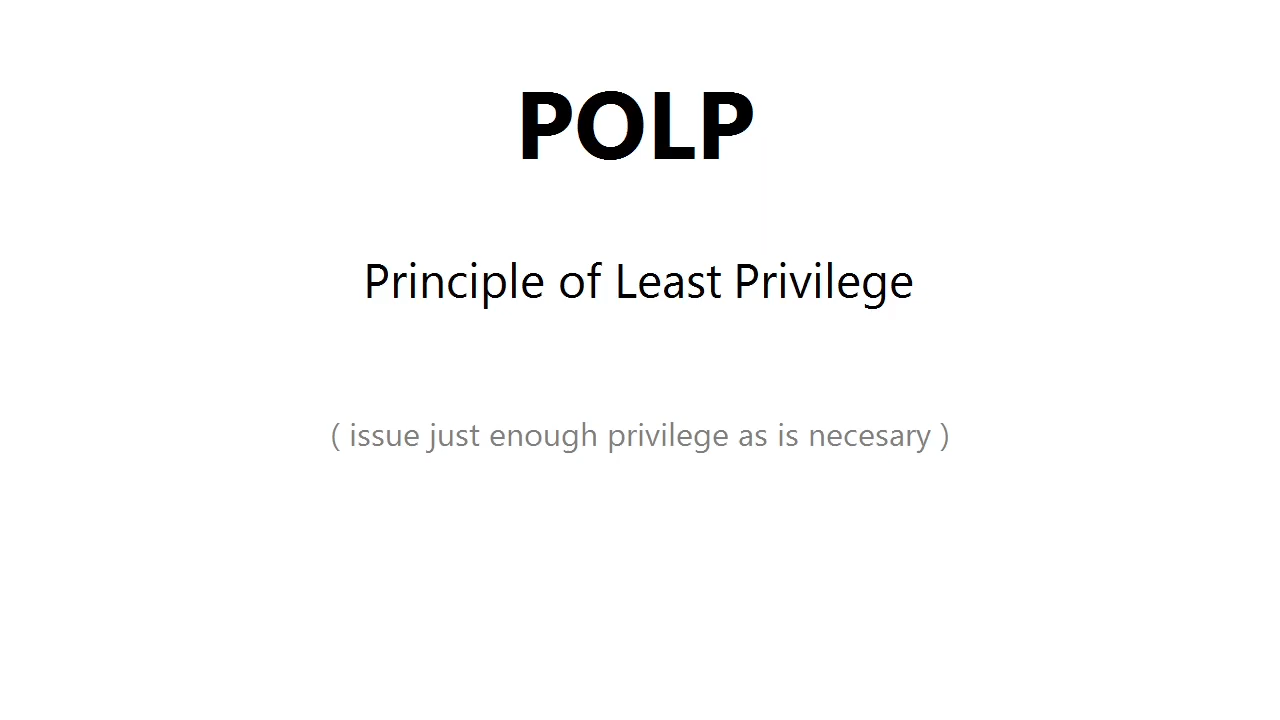 POLP
Principle of Least Privilege
( issue just enough privilege as is necesary )